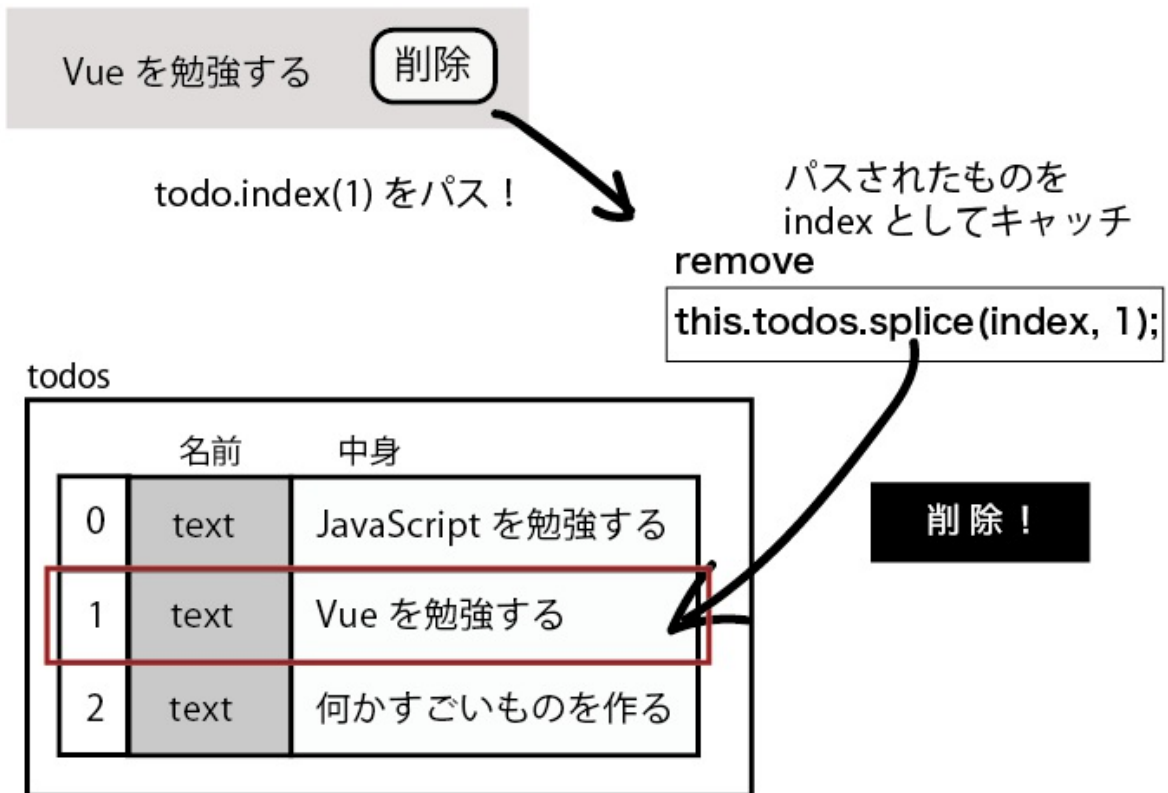 Vue を勉強する
削除
todo.index(1) をパス！
パスされたものを
index としてキャッチ
remove
this.todos.splice(index, 1);
todos
名前 中身
0 text JavaScript を勉強する
1 text Vue を勉強する
2 text 何かすごいものを作る
削除！